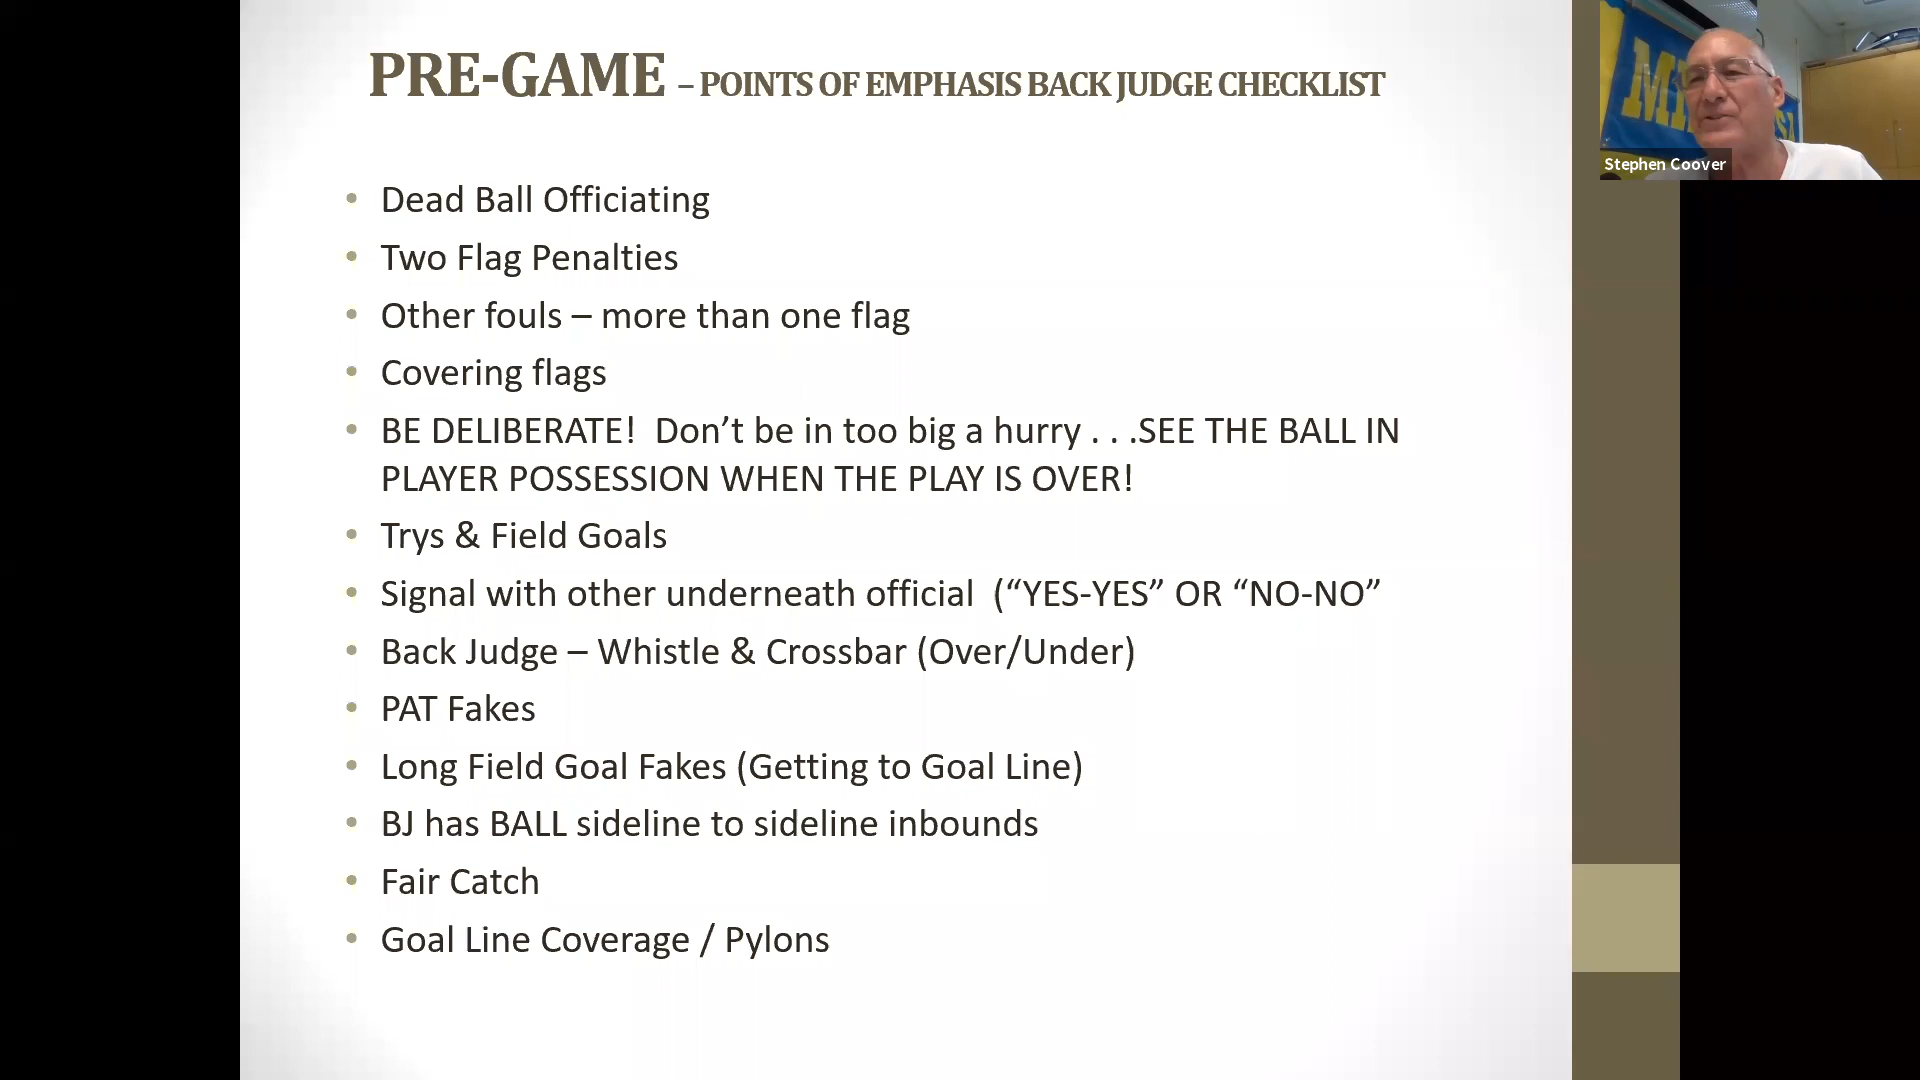 PRE-GAME – POINTS OF EMPHASIS BACK JUDGE CHECKLIST
Stephen Coover
• Dead Ball Officiating
• Two Flag Penalties
• Other fouls – more than one flag
• Covering flags
• BE DELIBERATE!  Don’t be in too big a hurry . . .SEE THE BALL IN
PLAYER POSSESSION WHEN THE PLAY IS OVER!
• Trys & Field Goals
• Signal with other underneath official  (“YES-YES” OR “NO-NO”
• Back Judge – Whistle & Crossbar (Over/Under)
• PAT Fakes
• Long Field Goal Fakes (Getting to Goal Line)
• BJ has BALL sideline to sideline inbounds
• Fair Catch
• Goal Line Coverage / Pylons